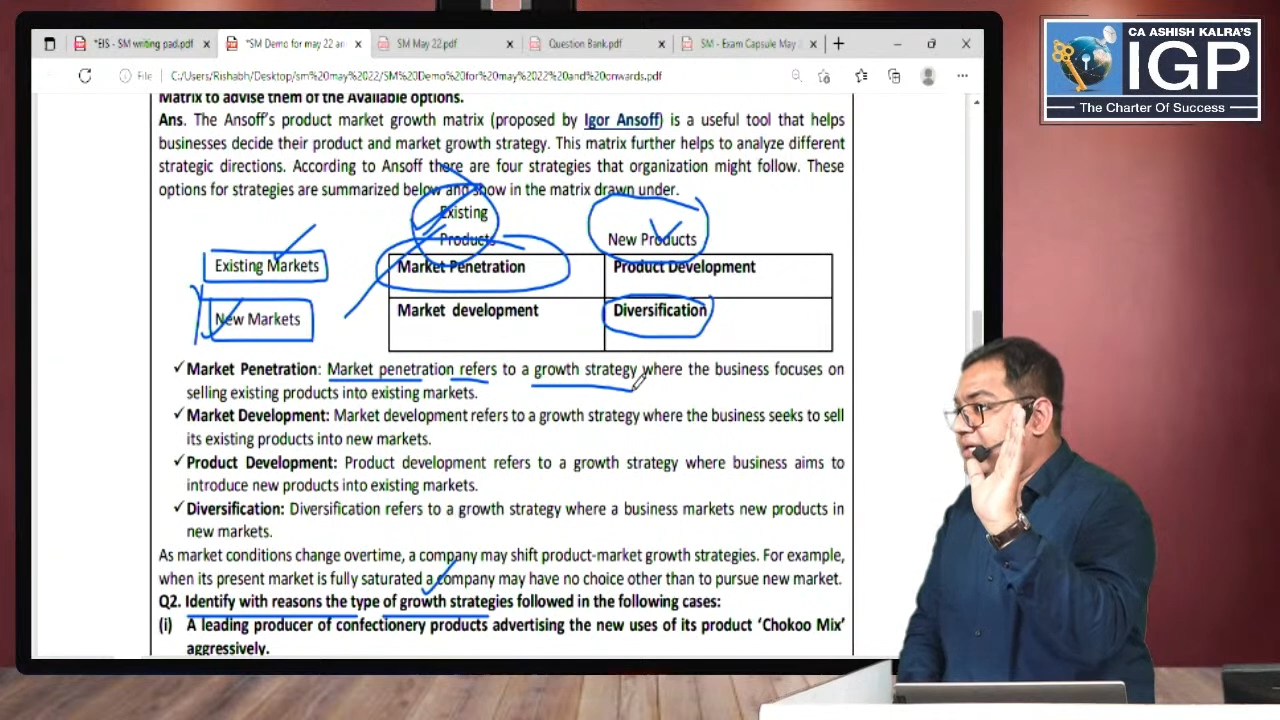 *EIS - SM writing pad.pdf
*SM Demo for may 22 an
SM May 22.pdf
Question Bank.pdf
SM - Exam Capsule May
File
C:/Users/Rishabh/Desktop/sm%20may%2022/SM%20Demo%20for%20may%2022%20and%20onwards.pdf
CA ASHISH KALRA'S
IGP
The Charter Of Success
Matrix to advise them of the Available options.
Ans. The Ansoff's product market growth matrix (proposed by Igor Ansoff) is a useful tool that helps
businesses decide their product and market growth strategy. This matrix further helps to analyze different
strategic directions. According to Ansoff there are four strategies that organization might follow. These
options for strategies are summarized below and show in the matrix drawn under.
Existing
Products
New Products
Existing Markets
Market Penetration
Product Development
New Markets
Market development
Diversification
✓Market Penetration: Market penetration refers to a growth strategy where the business focuses on
selling existing products into existing markets.
✓Market Development: Market development refers to a growth strategy where the business seeks to sell
its existing products into new markets.
✓Product Development: Product development refers to a growth strategy where business aims to
introduce new products into existing markets.
✓Diversification: Diversification refers to a growth strategy where a business markets new products in
new markets.
As market conditions change overtime, a company may shift product-market growth strategies. For example,
when its present market is fully saturated a company may have no choice other than to pursue new market.
Q2. Identify with reasons the type of growth strategies followed in the following cases:
(i) A leading producer of confectionery products advertising the new uses of its product 'Chokoo Mix'
aggressively.